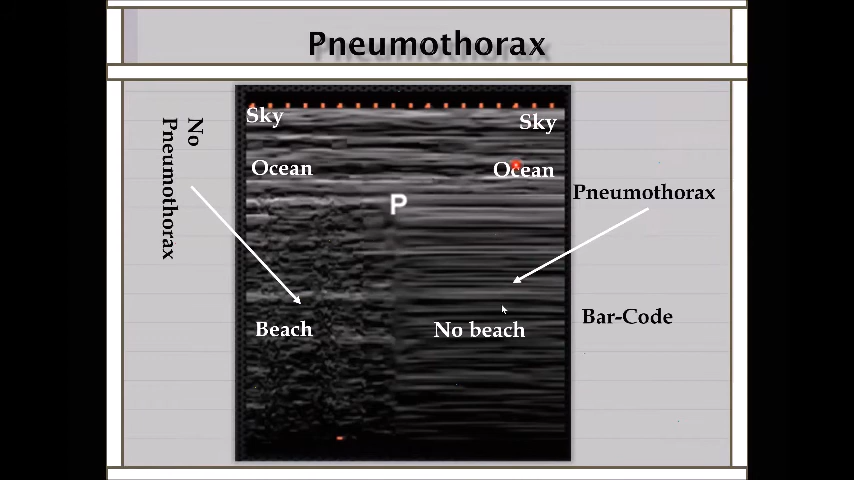 Pneumothorax
Sky
Sky
No
Pneumothorax
Ocean
Ocean
Pneumothorax
P
Bar-Code
Beach
No beach